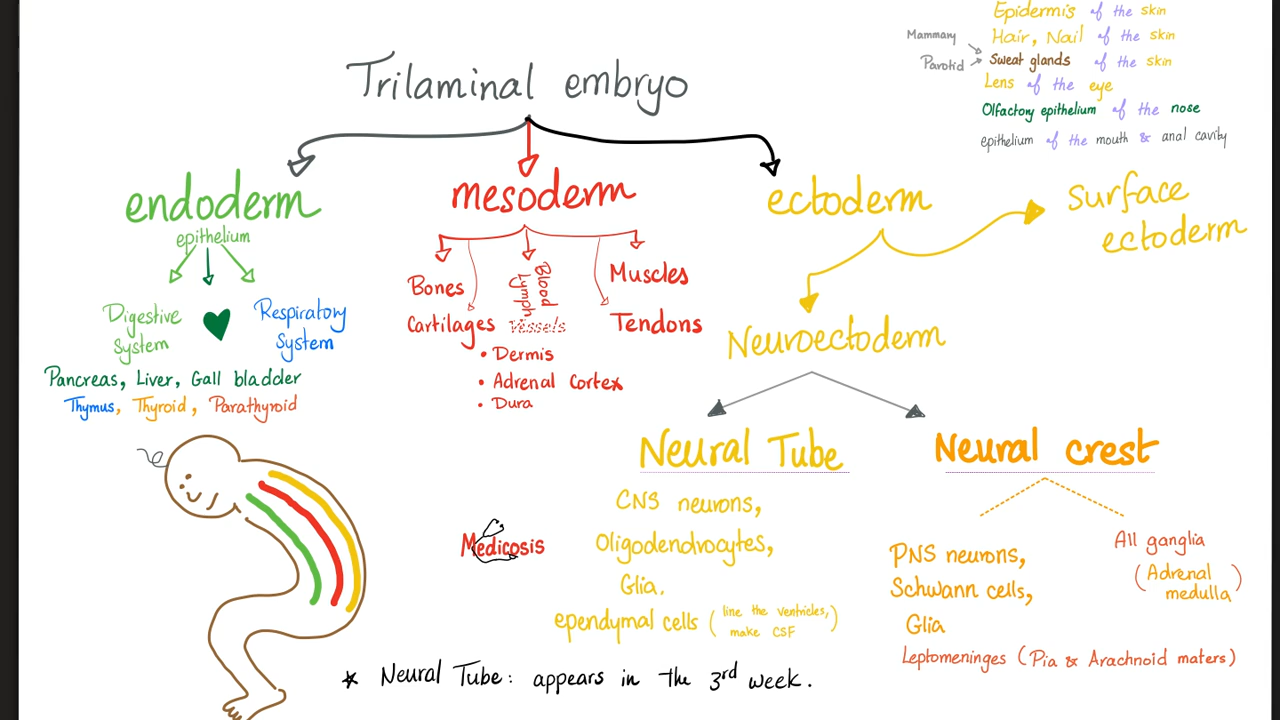 Epidermis of the skin
Mammary
Hair, Nail of the skin
Parotid
Sweat glands of the skin
Lens of the eye
Olfactory epithelium of the nose
epithelium of the mouth & anal cavity
Trilaminal embryo
endoderm
epithelium
mesoderm
ectoderm
Surface
ectoderm
Digestive
System
Respiratory
System
Pancreas, Liver, Gall bladder
Thymus, Thyroid, Parathyroid
Bones
Cartilages
Blood
Lymph
vessels
Muscles
Tendons
• Dermis
• Adrenal Cortex
• Dura
Neuroectoderm
Neural Tube
CNS neurons,
Oligodendrocytes,
Glia.
ependymal cells (line the ventricles,
make CSF)
Neural crest
PNS neurons,
Schwann cells,
Glia
Leptomeninges (Pia & Arachnoid maters)
All ganglia
(Adrenal
medulla)
Medicosis
* Neural Tube: appears in the 3rd week.